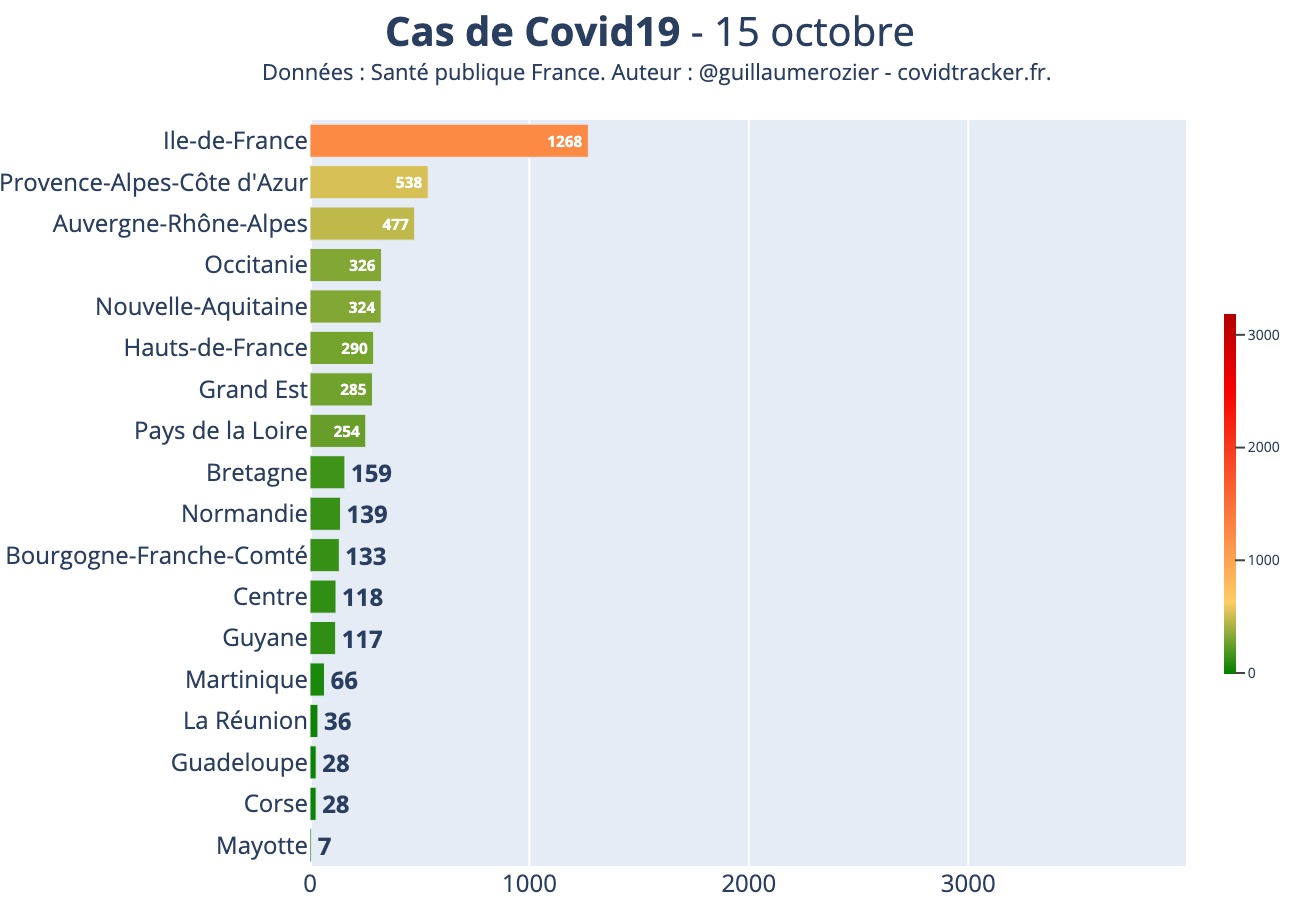 Cas de Covid19 - 15 octobre
Données : Santé publique France. Auteur : @guillaumerozier - covidtracker.fr.
Ile-de-France 1268
Provence-Alpes-Côte d'Azur 538
Auvergne-Rhône-Alpes 477
Occitanie 326
Nouvelle-Aquitaine 324
Hauts-de-France 290
Grand Est 285
Pays de la Loire 254
Bretagne 159
Normandie 139
Bourgogne-Franche-Comté 133
Centre 118
Guyane 117
Martinique 66
La Réunion 36
Guadeloupe 28
Corse 28
Mayotte 7
0 1000 2000 3000
3000
2000
1000
0